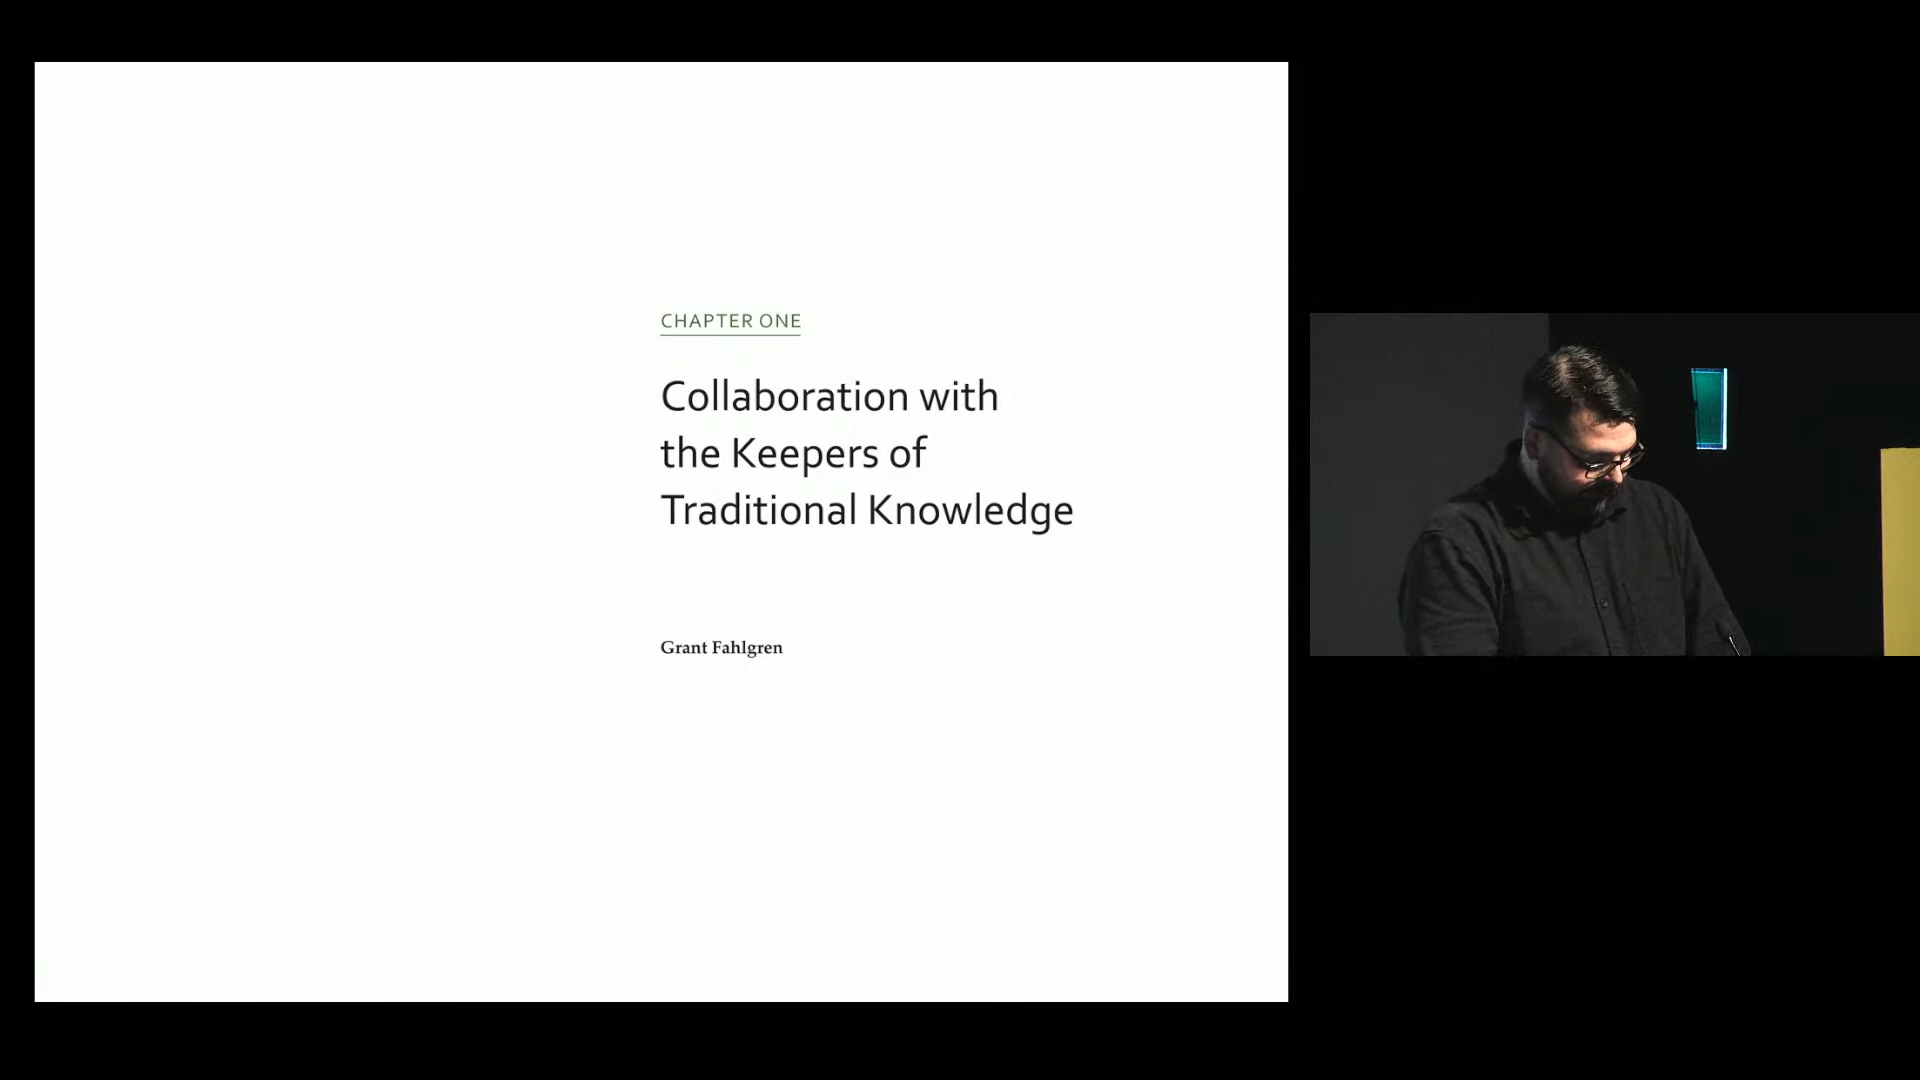 CHAPTER ONE
Collaboration with
the Keepers of
Traditional Knowledge
Grant Fahlgren